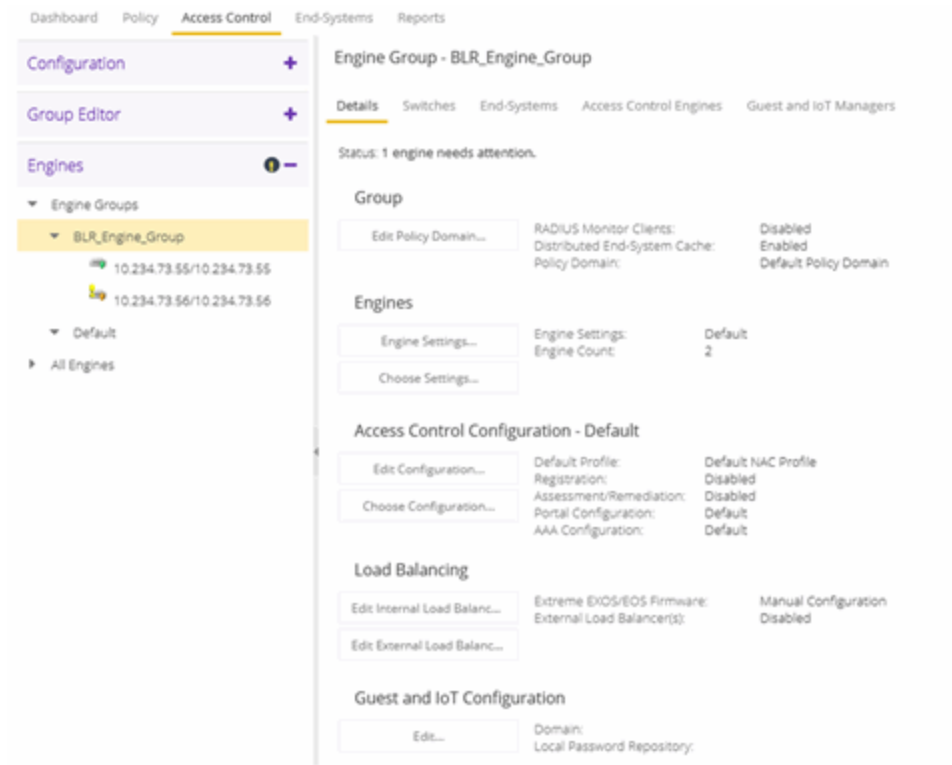 Dashboard Policy Access Control End-Systems Reports
Configuration
Group Editor
Engines
Engine Groups
BLR_Engine_Group
10.234.73.55/10.234.73.55
10.234.73.56/10.234.73.56
Default
All Engines
Engine Group - BLR_Engine_Group
Details Switches End-Systems Access Control Engines Guest and IoT Managers
Status: 1 engine needs attention.
Group
Edit Policy Domain...
RADIUS Monitor Clients: Disabled
Distributed End-System Cache: Enabled
Policy Domain: Default Policy Domain
Engines
Engine Settings...
Choose Settings...
Engine Settings: Default
Engine Count: 2
Access Control Configuration - Default
Edit Configuration...
Choose Configuration...
Default Profile: Default NAC Profile
Registration: Disabled
Assessment/Remediation: Disabled
Portal Configuration: Default
AAA Configuration: Default
Load Balancing
Edit Internal Load Balanc...
Edit External Load Balanc...
Extreme EXOS/EOS Firmware: Manual Configuration
External Load Balancer(s): Disabled
Guest and IoT Configuration
Edit...
Domain:
Local Password Repository: